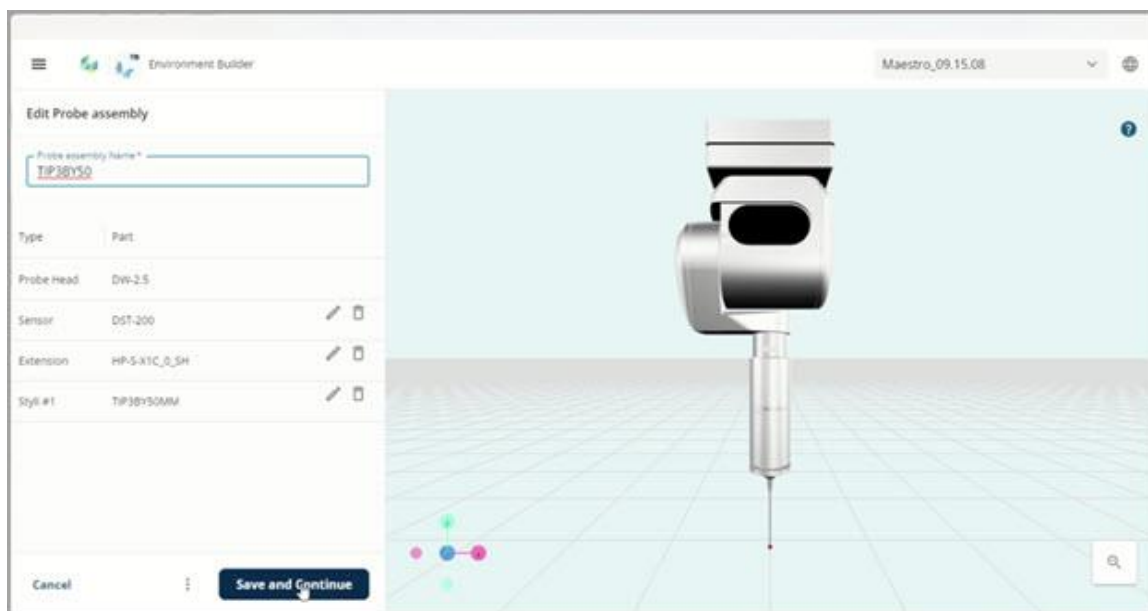 Environment Builder
Maestro_09.15.08
Edit Probe assembly
Probe assembly Name *
TIP3BY50
Type Part
Probe Head DW-2.5
Sensor DST-200
Extension HP-S-X1C_0_SH
Styli #1 TIP3BY50MM
Cancel
Save and Continue